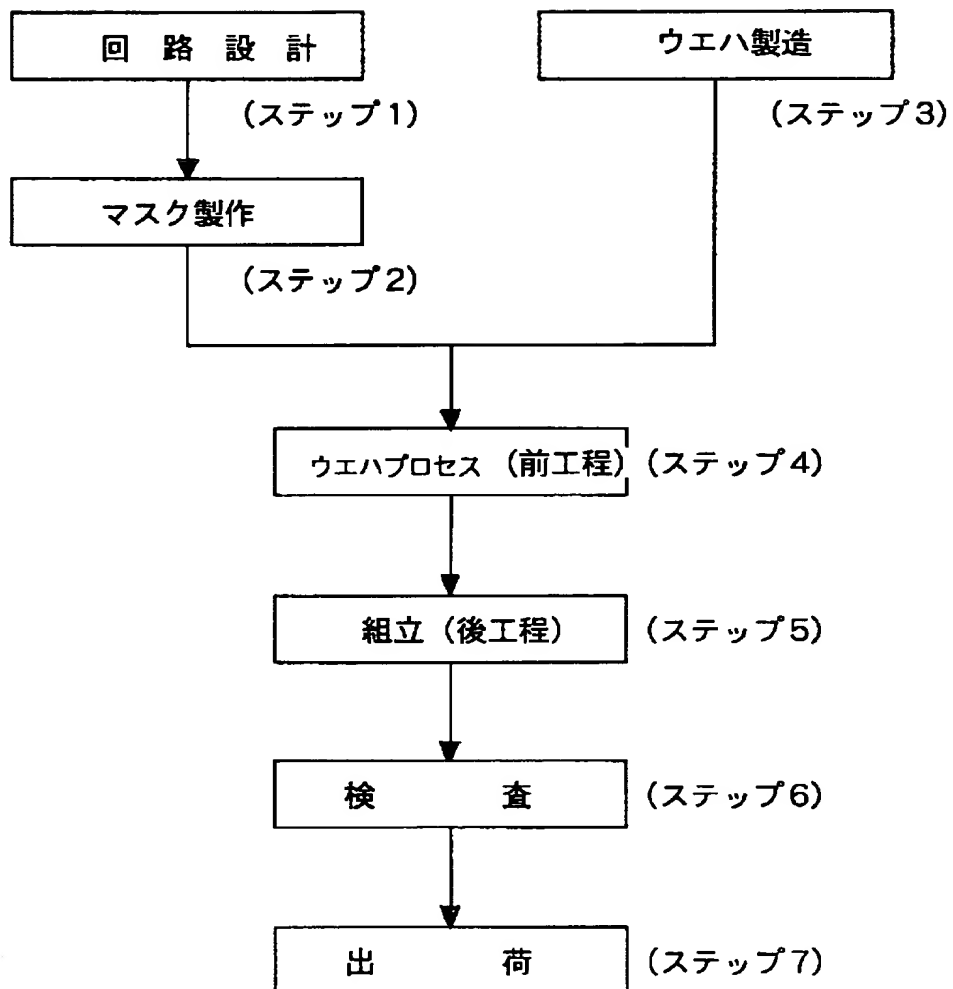 回路設計
ウエハ製造
(ステップ1)
(ステップ3)
マスク製作
(ステップ2)
ウエハプロセス (前工程)
(ステップ4)
組立(後工程)
(ステップ5)
検査
(ステップ6)
出荷
(ステップ7)